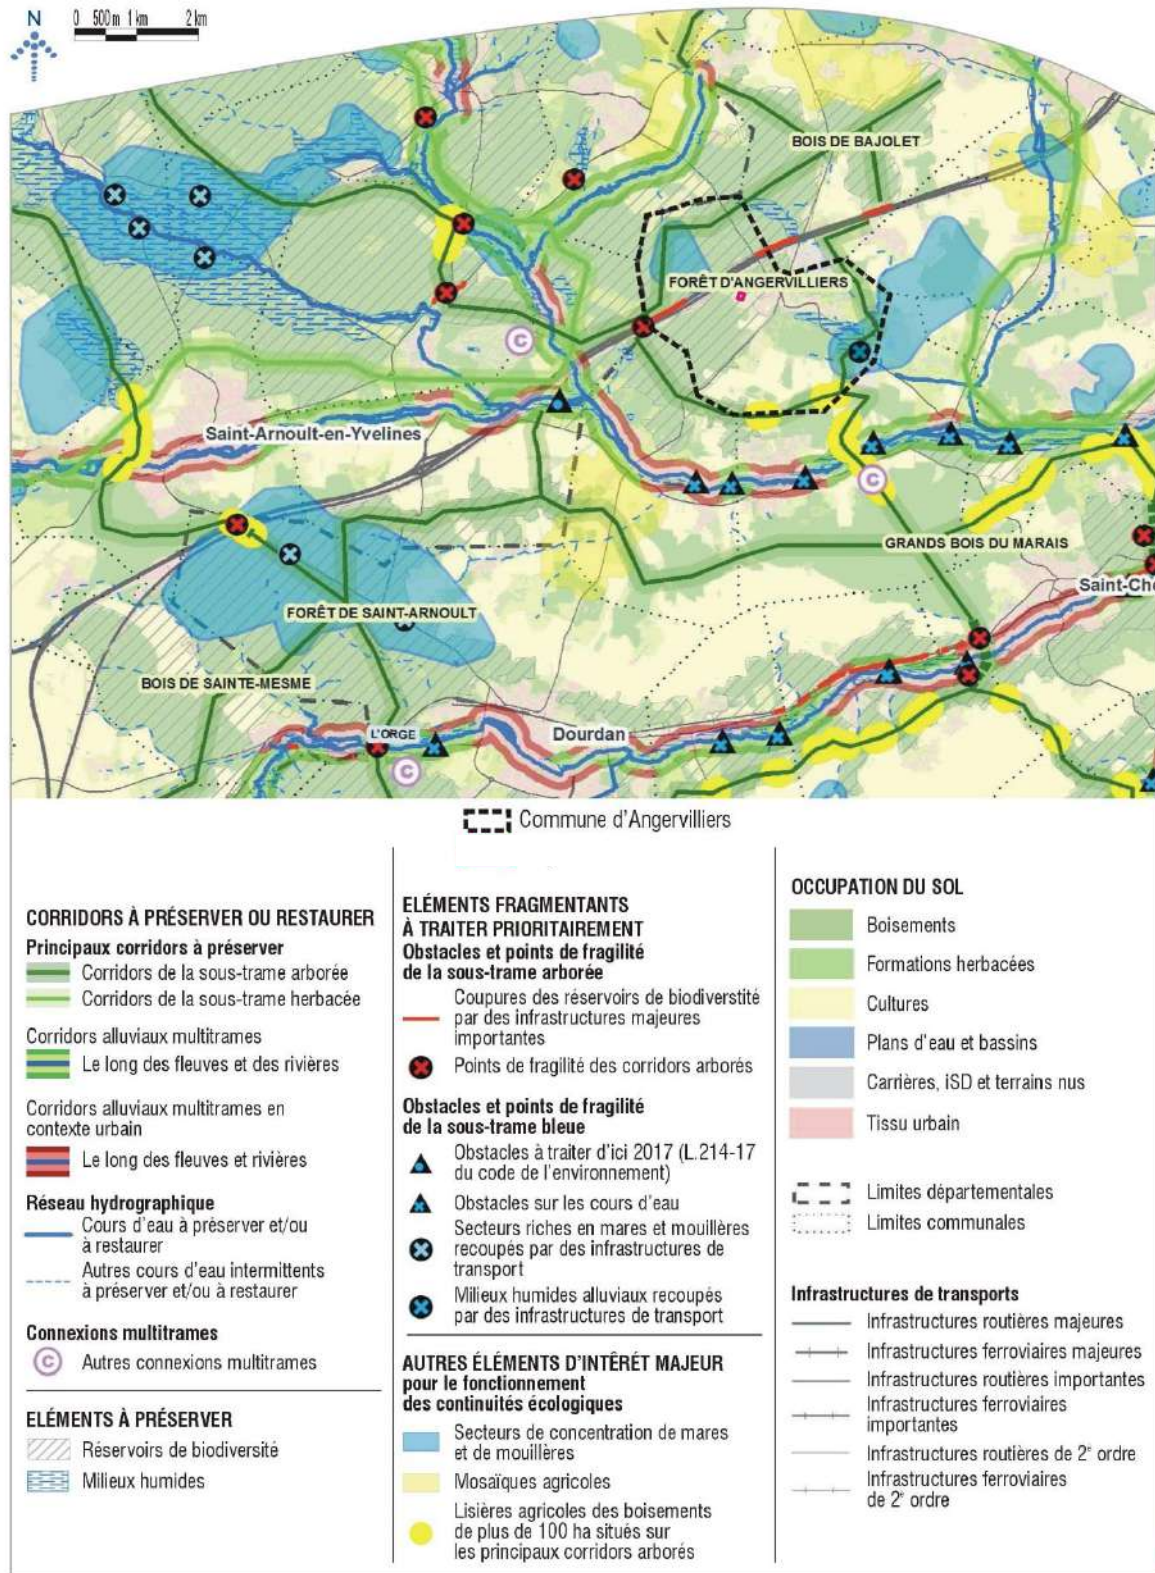 N
0 500 m 1 km 2 km
BOIS DE BAJOLET
FORÊT D'ANGERVILLIERS
C
Saint-Arnoult-en-Yvelines
C
GRANDS BOIS DU MARAIS
Saint-Che
FORÊT DE SAINT-ARNOULT
BOIS DE SAINTE-MESME
L'ORGE
Dourdan
C
Commune d'Angervilliers
CORRIDORS À PRÉSERVER OU RESTAURER
Principaux corridors à préserver
Corridors de la sous-trame arborée
Corridors de la sous-trame herbacée
Corridors alluviaux multitrames
Le long des fleuves et des rivières
Corridors alluviaux multitrames en
contexte urbain
Le long des fleuves et rivières
Réseau hydrographique
Cours d'eau à préserver et/ou
à restaurer
Autres cours d'eau intermittents
à préserver et/ou à restaurer
Connexions multitrames
C Autres connexions multitrames
ELÉMENTS À PRÉSERVER
Réservoirs de biodiversité
Milieux humides
ELÉMENTS FRAGMENTANTS
À TRAITER PRIORITAIREMENT
Obstacles et points de fragilité
de la sous-trame arborée
Coupures des réservoirs de biodiverstité
par des infrastructures majeures
importantes
Points de fragilité des corridors arborés
Obstacles et points de fragilité
de la sous-trame bleue
Obstacles à traiter d'ici 2017 (L.214-17
du code de l'environnement)
Obstacles sur les cours d'eau
Secteurs riches en mares et mouillères
recoupés par des infrastructures de
transport
Milieux humides alluviaux recoupés
par des infrastructures de transport
AUTRES ÉLÉMENTS D'INTÉRÊT MAJEUR
pour le fonctionnement
des continuités écologiques
Secteurs de concentration de mares
et de mouillères
Mosaïques agricoles
Lisières agricoles des boisements
de plus de 100 ha situés sur
les principaux corridors arborés
OCCUPATION DU SOL
Boisements
Formations herbacées
Cultures
Plans d'eau et bassins
Carrières, iSD et terrains nus
Tissu urbain
Limites départementales
Limites communales
Infrastructures de transports
Infrastructures routières majeures
Infrastructures ferroviaires majeures
Infrastructures routières importantes
Infrastructures ferroviaires
importantes
Infrastructures routières de 2e ordre
Infrastructures ferroviaires
de 2e ordre